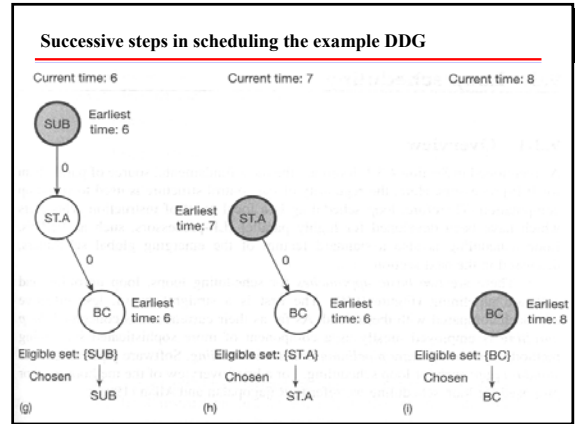 Successive steps in scheduling the example DDG
Current time: 6
SUB
Earliest
time: 6
0
ST.A
0
BC
Earliest
time: 6
Eligible set: {SUB}
Chosen
SUB
(g)
Current time: 7
Earliest
time: 7
ST.A
0
BC
Earliest
time: 6
Eligible set: {ST.A}
Chosen
ST.A
(h)
Current time: 8
BC
Earliest
time: 8
Eligible set: {BC}
Chosen
BC
(i)